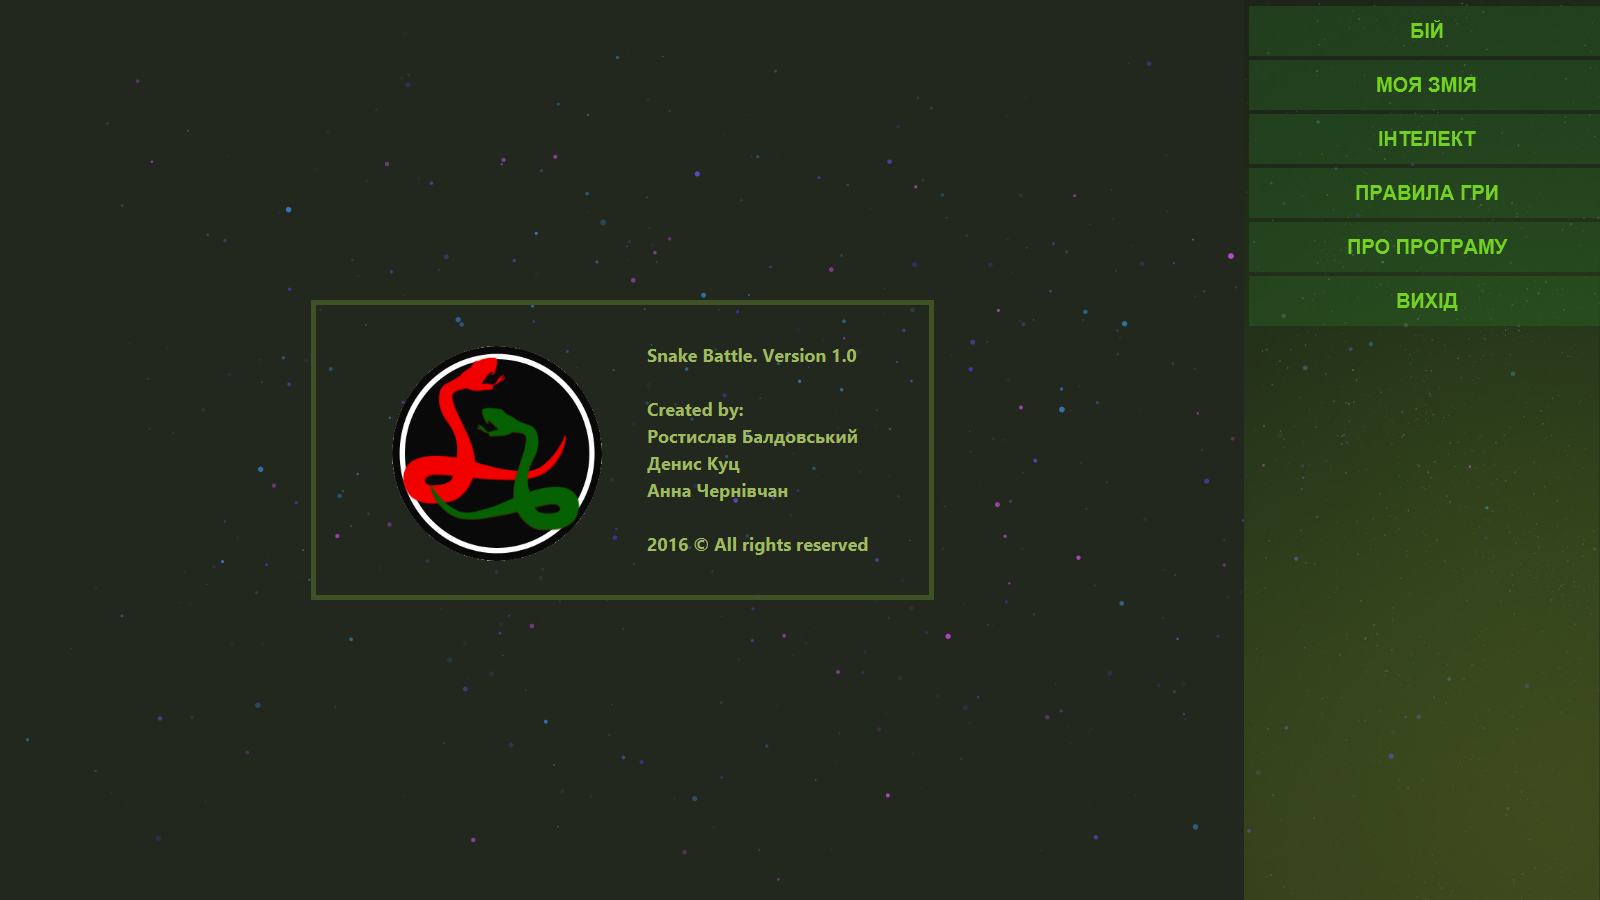 БІЙ
МОЯ ЗМІЯ
ІНТЕЛЕКТ
ПРАВИЛА ГРИ
ПРО ПРОГРАМУ
ВИХІД
Snake Battle. Version 1.0
Created by:
Ростислав Балдовський
Денис Куц
Анна Чернівчан
2016 © All rights reserved